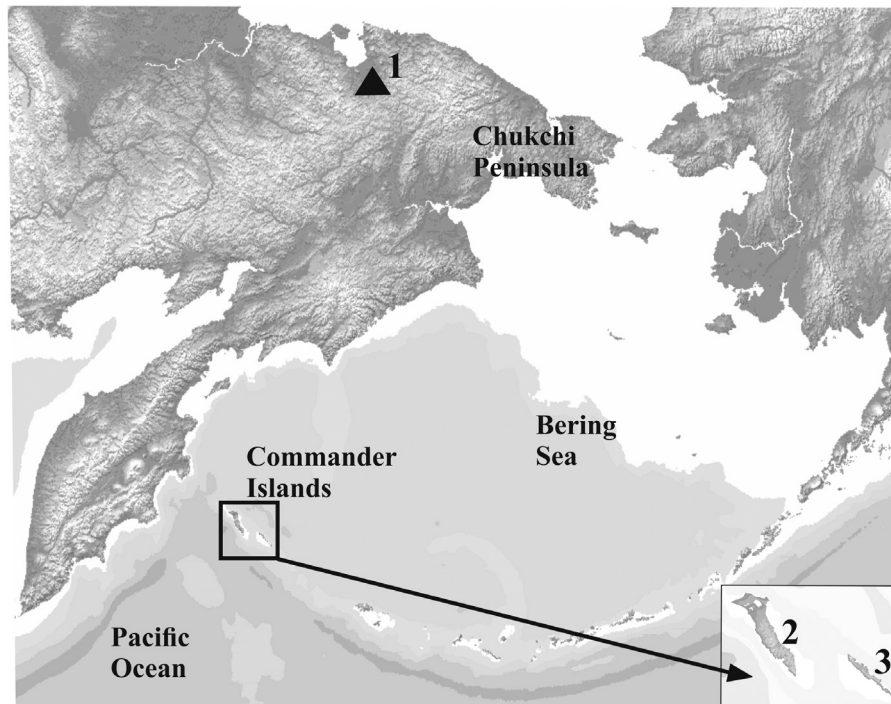 1
Chukchi
Peninsula
Bering
Sea
Commander
Islands
Pacific
Ocean
2
3